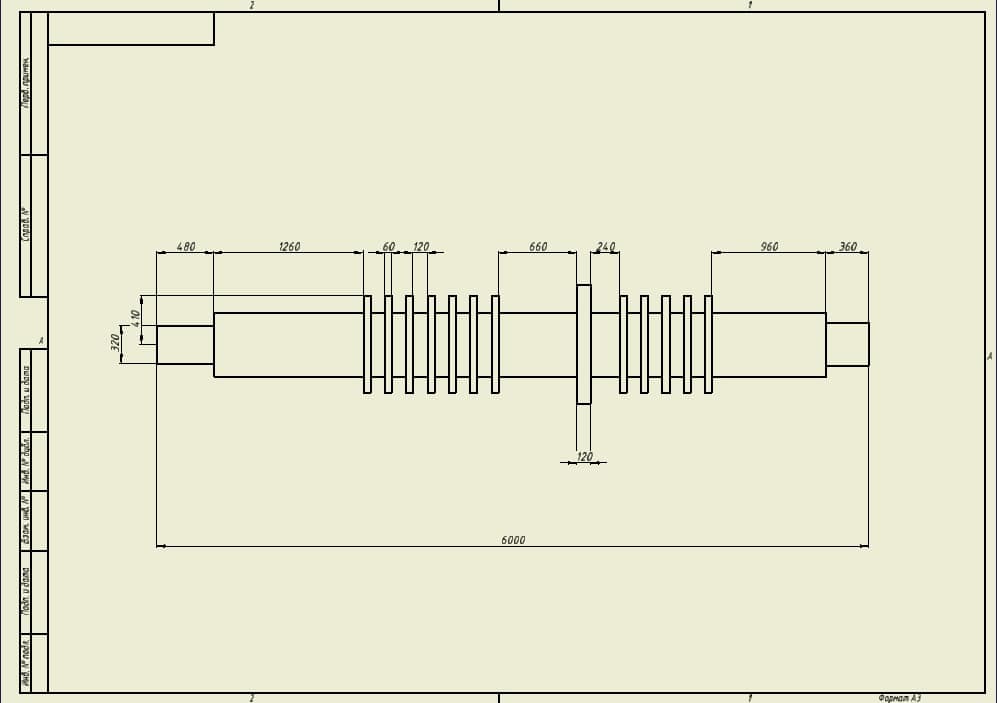 2 1
Перв. примен.
Справ. №
А
А
Подп. и дата
Инв. № дубл.
Взам. инв. №
Подп. и дата
Инв. № подл.
480 1260 60 120 660 240 960 360
410
320
120
6000
2 1
Формат А3